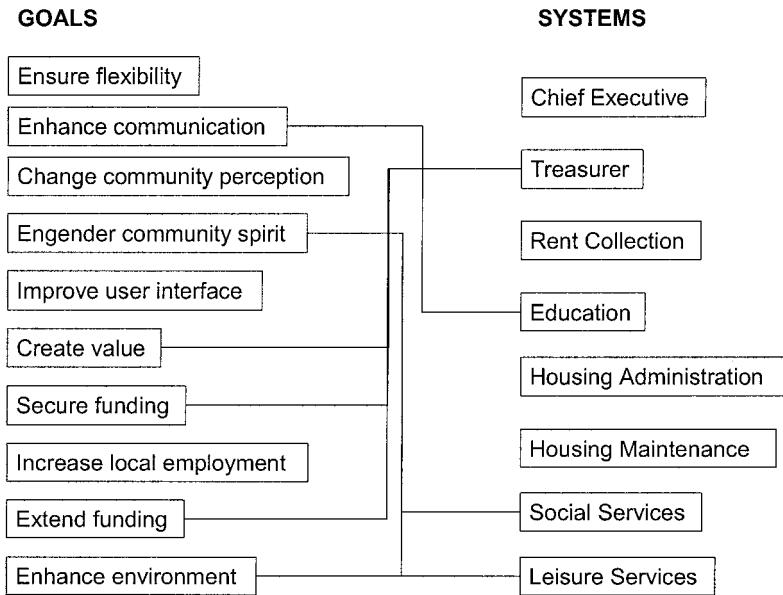 GOALS
Ensure flexibility
Enhance communication
Change community perception
Engender community spirit
Improve user interface
Create value
Secure funding
Increase local employment
Extend funding
Enhance environment
SYSTEMS
Chief Executive
Treasurer
Rent Collection
Education
Housing Administration
Housing Maintenance
Social Services
Leisure Services